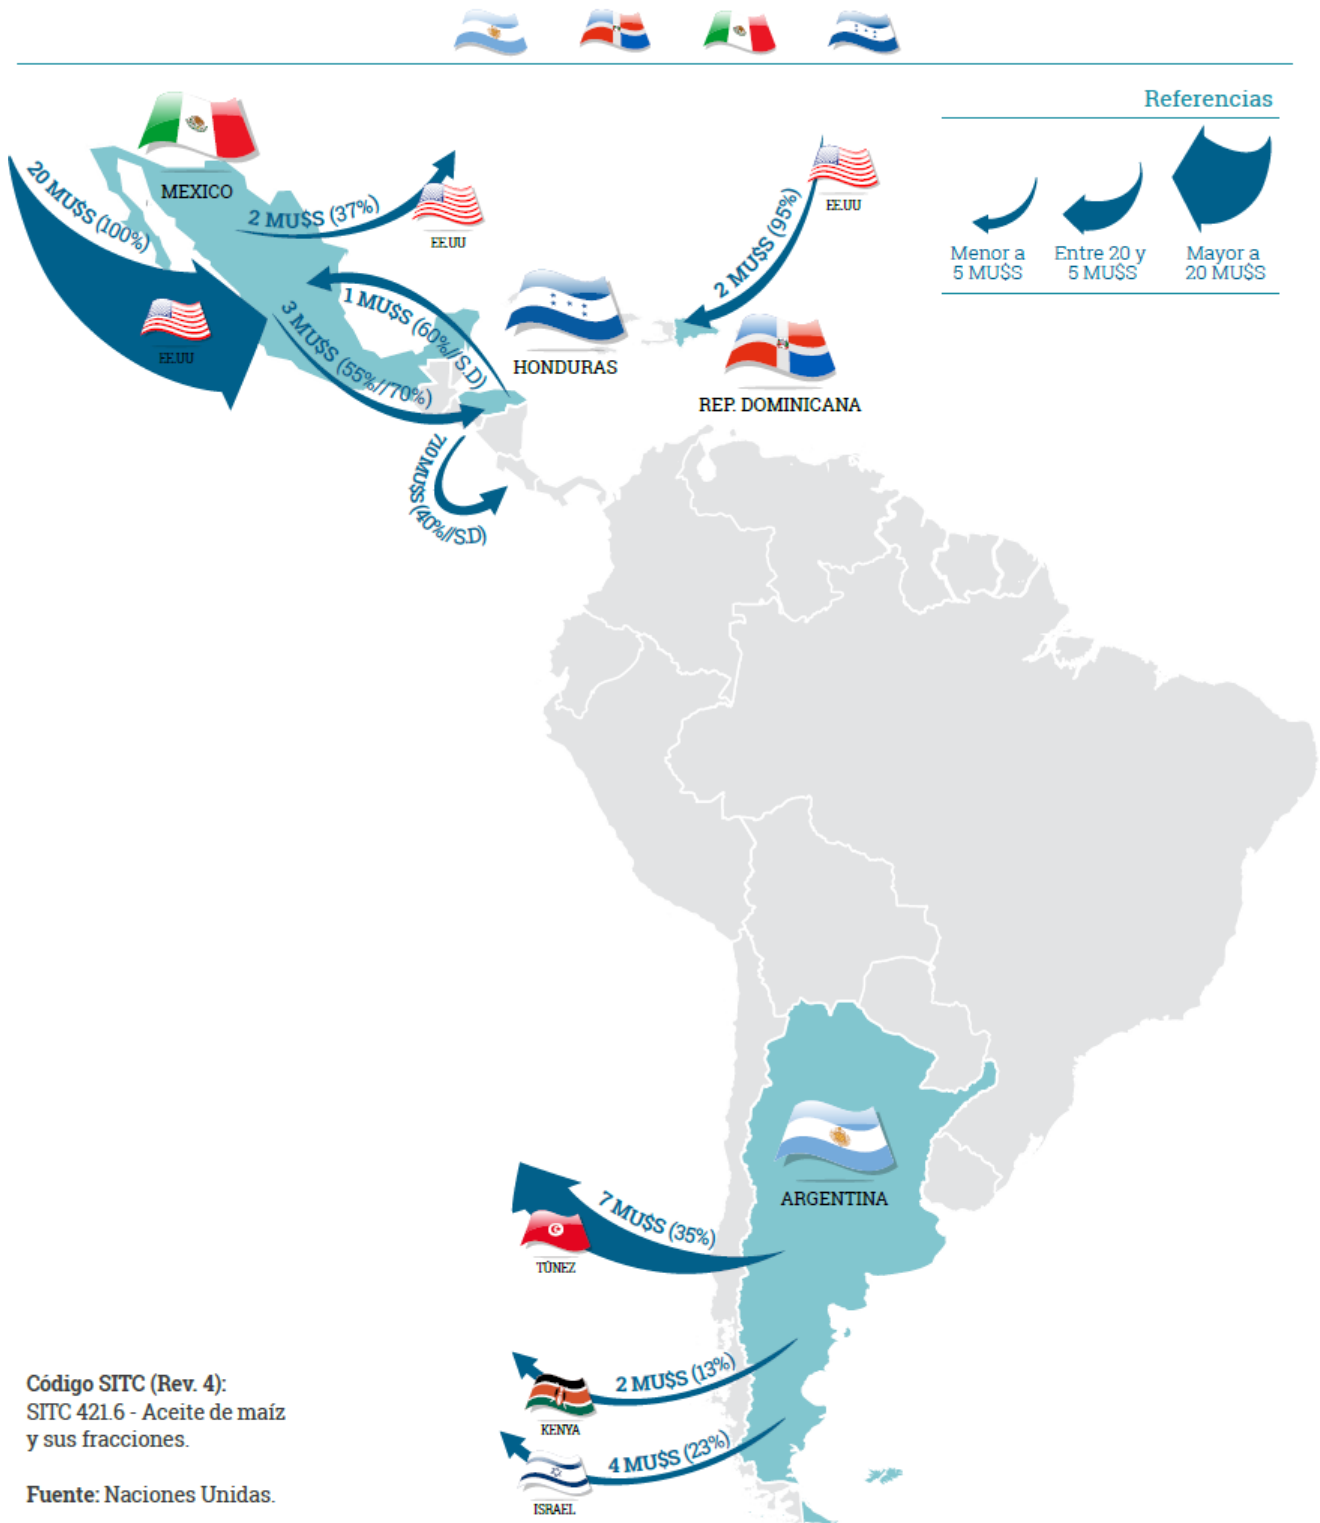 Referencias
Menor a
5 MU$S
Entre 20 y
5 MU$S
Mayor a
20 MU$S
MEXICO
20 MU$S (100%)
EE.UU
2 MU$S (37%)
EE.UU
1 MU$S (60%//S.D)
3 MU$S (55%//70%)
HONDURAS
710 MU$S (40%//S.D)
EE.UU
2 MU$S (95%)
REP. DOMINICANA
ARGENTINA
7 MU$S (35%)
TÚNEZ
2 MU$S (13%)
KENYA
4 MU$S (23%)
ISRAEL
Código SITC (Rev. 4):
SITC 421.6 - Aceite de maíz
y sus fracciones.
Fuente: Naciones Unidas.